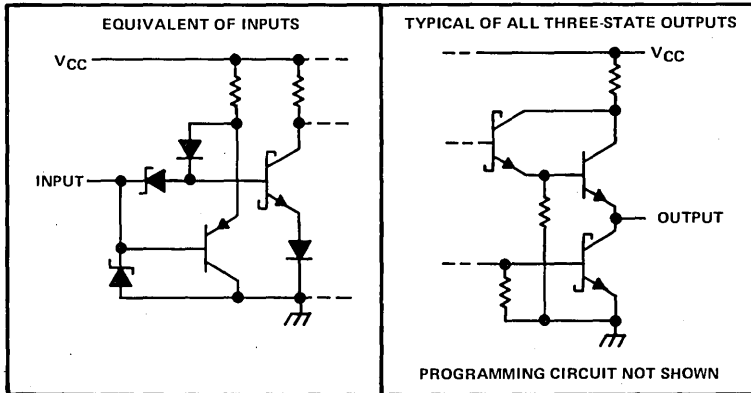 EQUIVALENT OF INPUTS
VCC
INPUT
TYPICAL OF ALL THREE-STATE OUTPUTS
VCC
OUTPUT
PROGRAMMING CIRCUIT NOT SHOWN